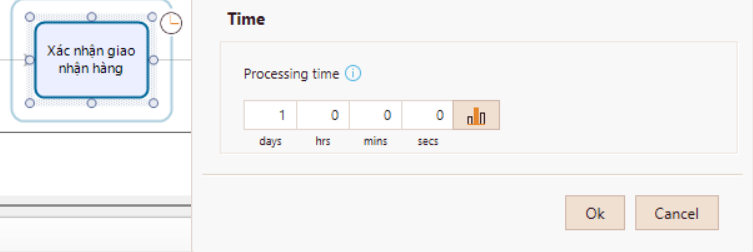 Xác nhận giao
nhận hàng
Time
Processing time
1 0 0 0
days hrs mins secs
Ok Cancel